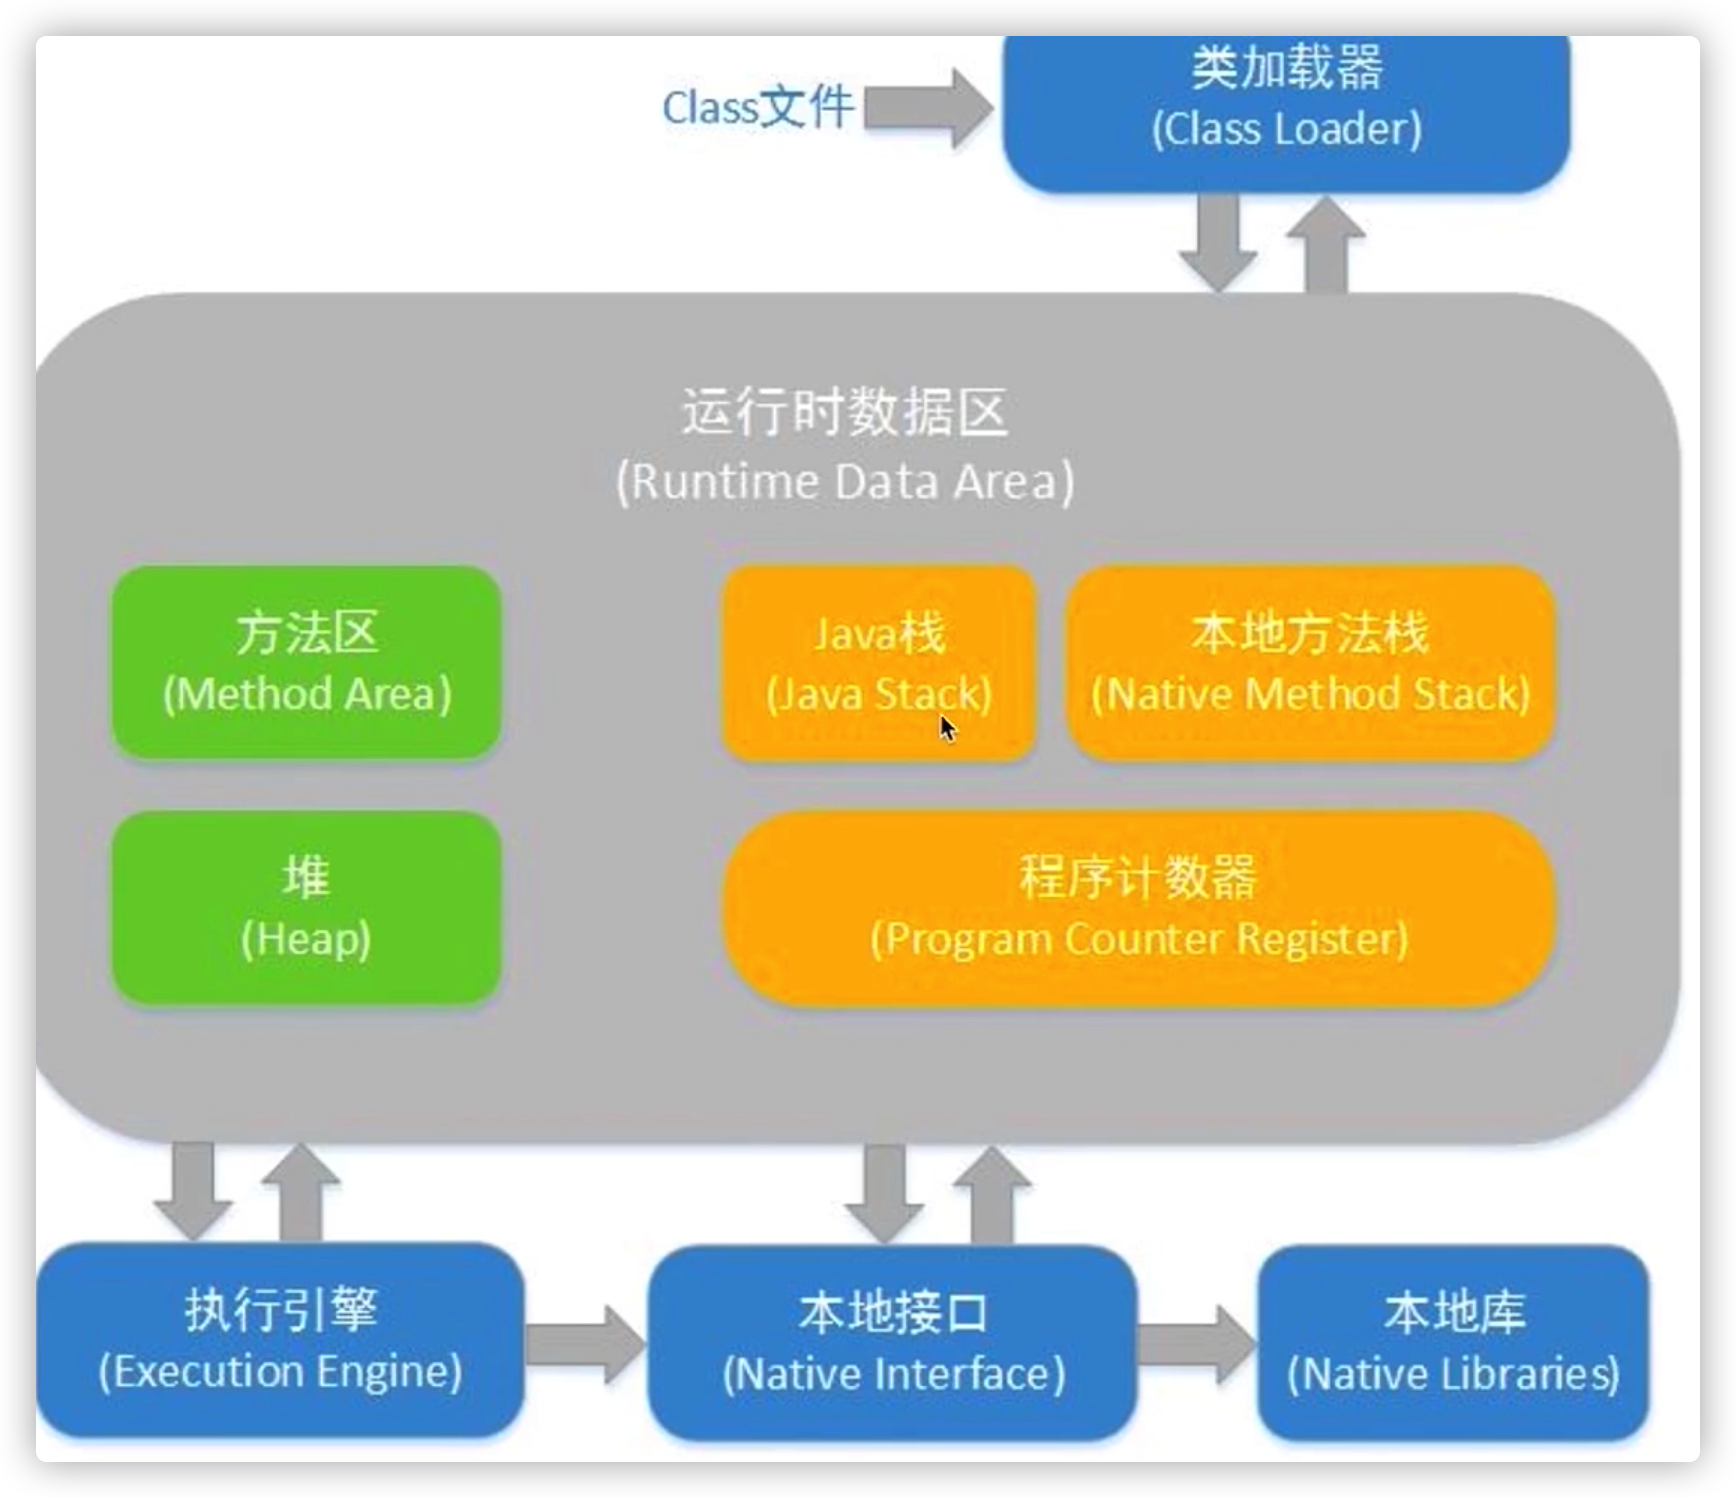 Class文件
类加载器
(Class Loader)
运行时数据区
(Runtime Data Area)
方法区
(Method Area)
Java栈
(Java Stack)
本地方法栈
(Native Method Stack)
堆
(Heap)
程序计数器
(Program Counter Register)
执行引擎
(Execution Engine)
本地接口
(Native Interface)
本地库
(Native Libraries)